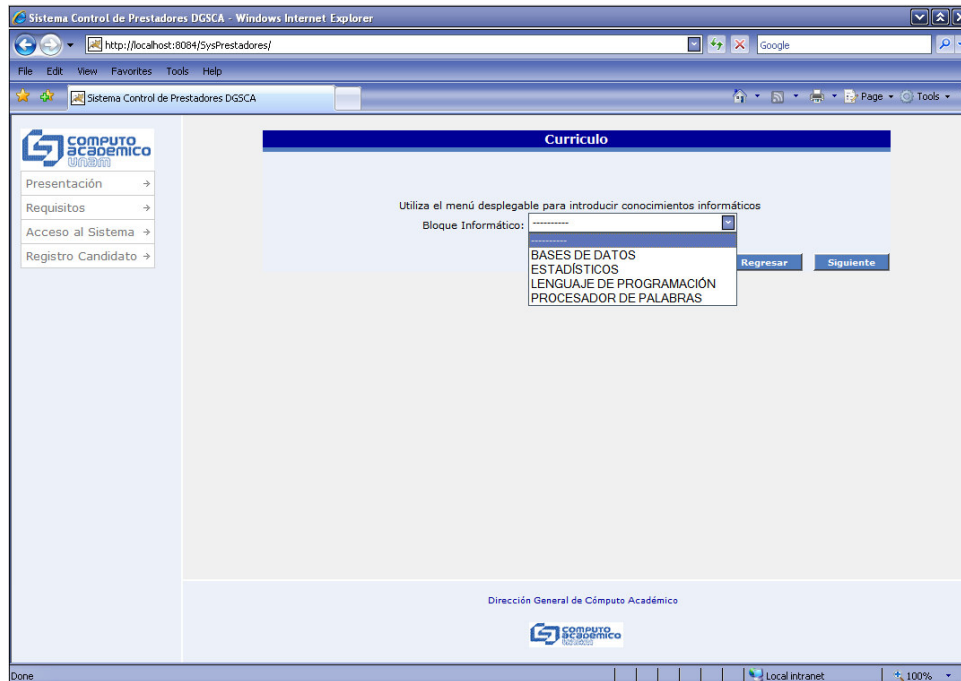 Sistema Control de Prestadores DGSCA - Windows Internet Explorer
http://localhost:8084/SysPrestadores/
Google
File Edit View Favorites Tools Help
Sistema Control de Prestadores DGSCA
Page
Tools
COMPUTO
academico
unam
Presentación
Requisitos
Acceso al Sistema
Registro Candidato
Curriculo
Utiliza el menú desplegable para introducir conocimientos informáticos
Bloque Informático: ----------
----------
BASES DE DATOS
ESTADÍSTICOS
LENGUAJE DE PROGRAMACIÓN
PROCESADOR DE PALABRAS
Regresar
Siguiente
Dirección General de Cómputo Académico
COMPUTO
academico
unam
Done
Local intranet
100%